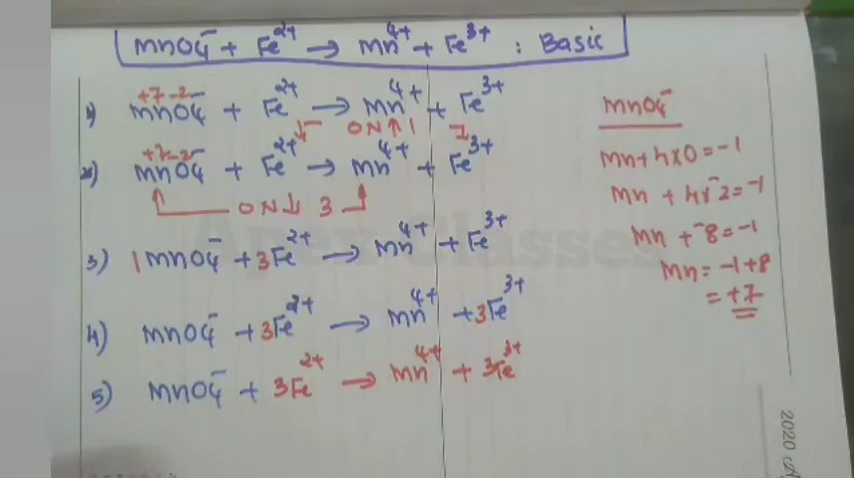 MnO4⁻ + Fe²⁺ → Mn⁴⁺ + Fe³⁺ : Basic
+7 -2
1) MnO4⁻ + Fe²⁺ → Mn⁴⁺ + Fe³⁺
ON↑1
+7 -2
2) MnO4⁻ + Fe²⁺ → Mn⁴⁺ + Fe³⁺
ON↓ 3
3) 1MnO4⁻ + 3Fe²⁺ → Mn⁴⁺ + Fe³⁺
4) MnO4⁻ + 3Fe²⁺ → Mn⁴⁺ + 3Fe³⁺
5) MnO4⁻ + 3Fe²⁺ → Mn⁴⁺ + 3Fe³⁺
MnO4⁻
Mn + 4×O = -1
Mn + 4×-2 = -1
Mn + -8 = -1
Mn = -1+8
= +7
Apex Classes
2020